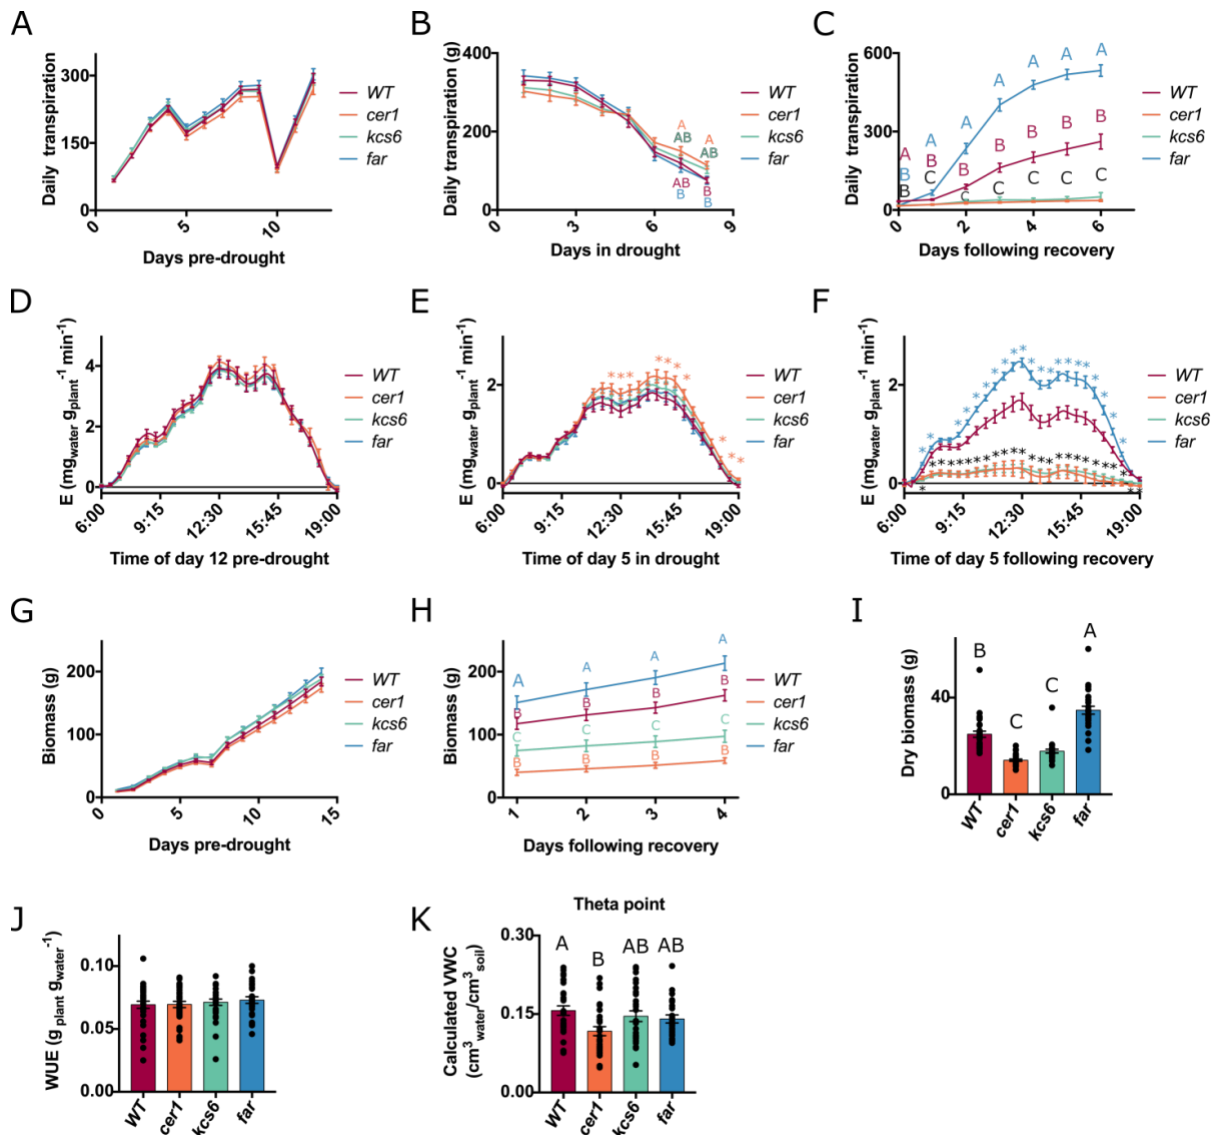 A
Daily transpiration
300
150
0
0
5
10
Days pre-drought
WT
cer1
kcs6
far
B
Daily transpiration (g)
400
200
0
0
3
6
9
Days in drought
A
AB
AB
B
A
AB
B
B
WT
cer1
kcs6
far
C
Daily transpiration
600
300
0
0
2
4
6
Days following recovery
A
B
B
A
B
C
A
B
C
A
B
C
A
B
C
A
B
C
A
B
C
WT
cer1
kcs6
far
D
E (mgwater gplant-1 min-1)
4
2
0
6:00
9:15
12:30
15:45
19:00
Time of day 12 pre-drought
WT
cer1
kcs6
far
E
E (mgwater gplant-1 min-1)
2
0
6:00
9:15
12:30
15:45
19:00
Time of day 5 in drought
WT
cer1
kcs6
far
F
E (mgwater gplant-1 min-1)
2
0
6:00
9:15
12:30
15:45
19:00
Time of day 5 following recovery
WT
cer1
kcs6
far
G
Biomass (g)
200
100
0
0
5
10
15
Days pre-drought
WT
cer1
kcs6
far
H
Biomass (g)
200
100
0
1
2
3
4
Days following recovery
A
B
C
B
A
B
C
B
A
B
C
B
A
B
C
B
WT
cer1
kcs6
far
I
Dry biomass (g)
40
0
B
C
C
A
WT
cer1
kcs6
far
J
WUE (g plant g water-1)
0.10
0.05
0.00
WT
cer1
kcs6
far
K
Theta point
Calculated VWC
(cm3water/cm3soil)
0.30
0.15
0.00
A
B
AB
AB
WT
cer1
kcs6
far